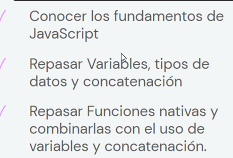 Conocer los fundamentos de
JavaScript
Repasar Variables, tipos de
datos y concatenación
Repasar Funciones nativas y
combinarlas con el uso de
variables y concatenación.